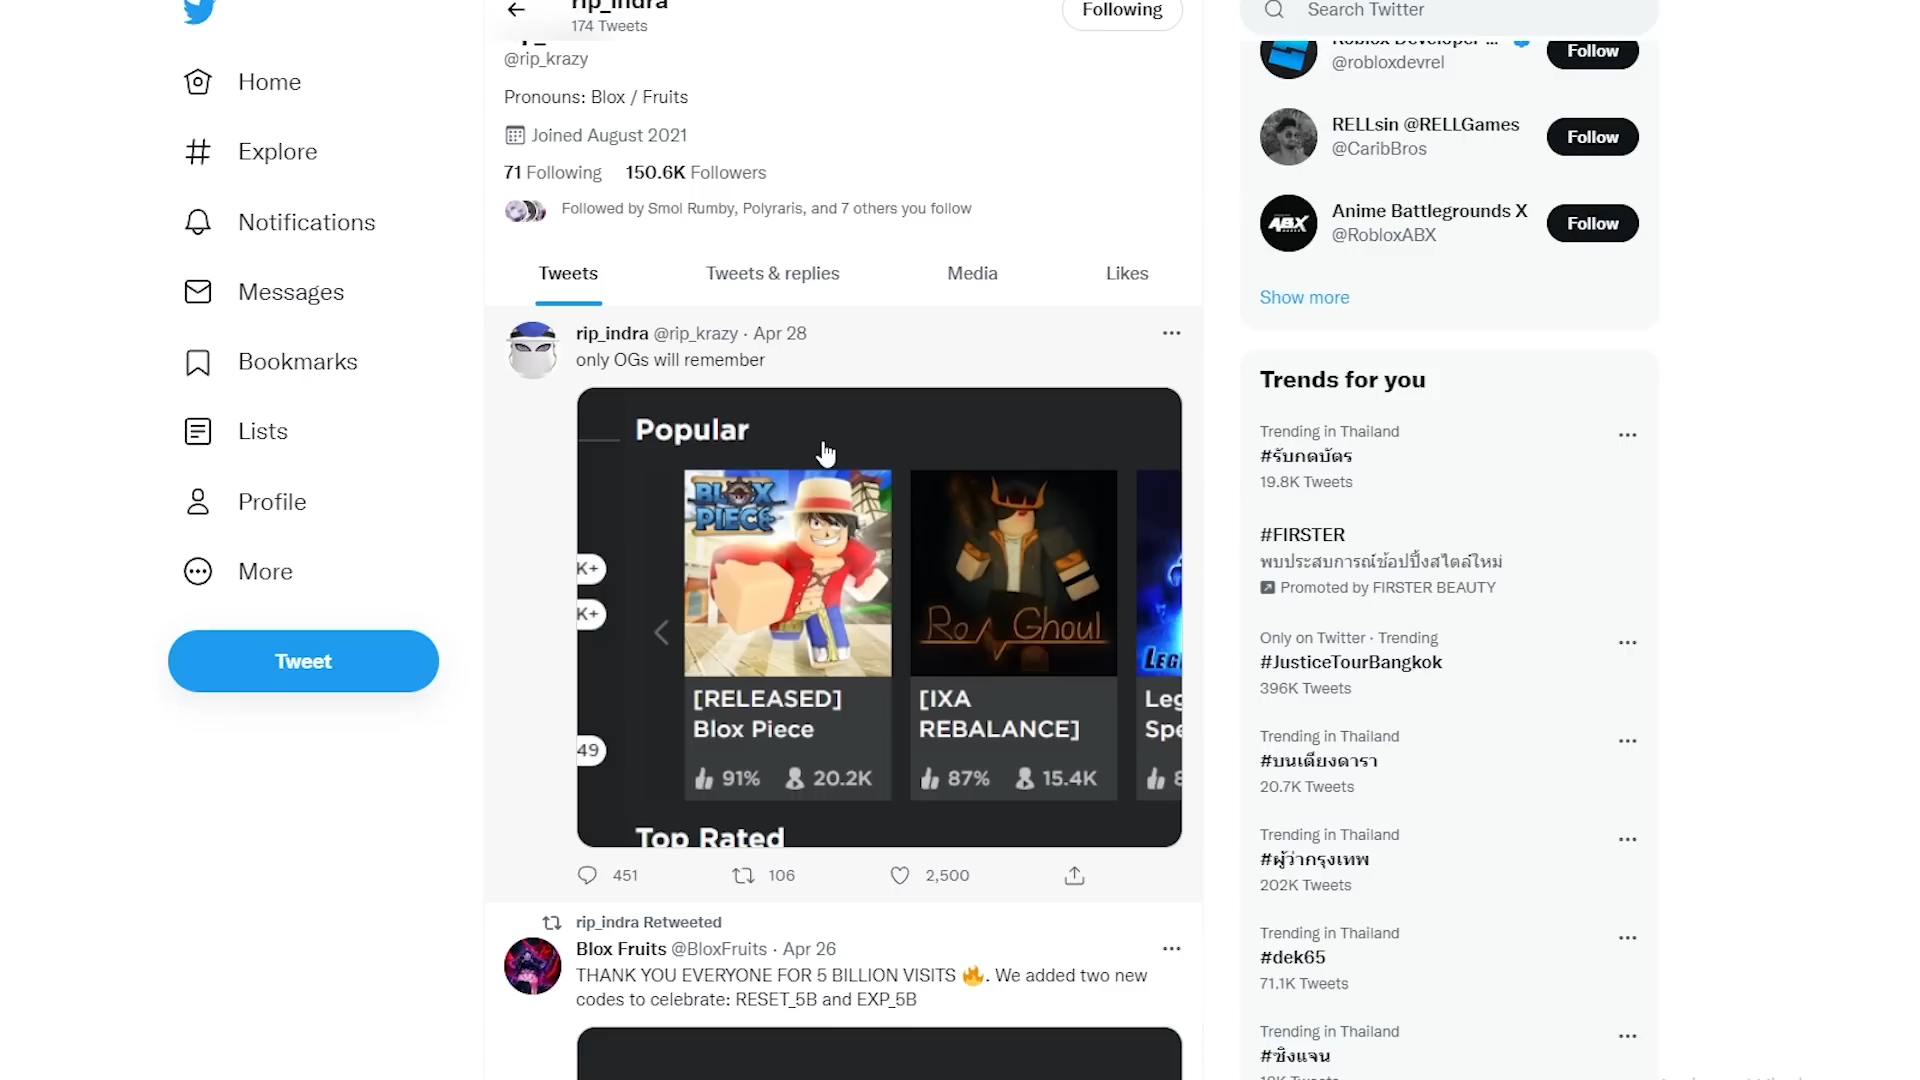 Home
Explore
Notifications
Messages
Bookmarks
Lists
Profile
More
Tweet
rip_indra
174 Tweets
Following
@rip_krazy
Pronouns: Blox / Fruits
Joined August 2021
71 Following 150.6K Followers
Followed by Smol Rumby, Polyraris, and 7 others you follow
Tweets Tweets & replies Media Likes
rip_indra @rip_krazy · Apr 28
only OGs will remember
Popular
BLOX
PIECE
Ro Ghoul
K+
K+
49
[RELEASED]
Blox Piece
91% 20.2K
[IXA
REBALANCE]
87% 15.4K
Top Rated
451 106 2,500
rip_indra Retweeted
Blox Fruits @BloxFruits · Apr 26
THANK YOU EVERYONE FOR 5 BILLION VISITS 🔥. We added two new
codes to celebrate: RESET_5B and EXP_5B
Search Twitter
Roblox Developer ...
@robloxdevrel
Follow
RELLsin @RELLGames
@CaribBros
Follow
ABX
Anime Battlegrounds X
@RobloxABX
Follow
Show more
Trends for you
Trending in Thailand
#รับกดบัตร
19.8K Tweets
#FIRSTER
พบประสบการณ์ช้อปปิ้งสไตล์ใหม่
Promoted by FIRSTER BEAUTY
Only on Twitter · Trending
#JusticeTourBangkok
396K Tweets
Trending in Thailand
#บนเตียงดารา
20.7K Tweets
Trending in Thailand
#ผู้ว่ากรุงเทพ
202K Tweets
Trending in Thailand
#dek65
71.1K Tweets
Trending in Thailand
#ซิงแจน